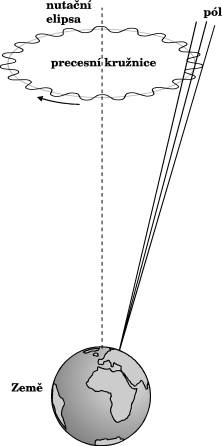 nutační
elipsa
pól
precesní kružnice
Země